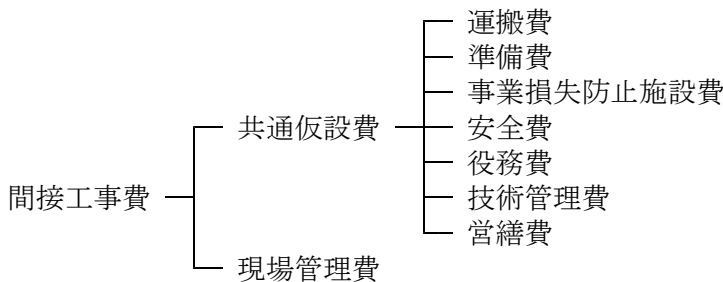 運搬費
準備費
事業損失防止施設費
共通仮設費
安全費
役務費
間接工事費
技術管理費
営繕費
現場管理費